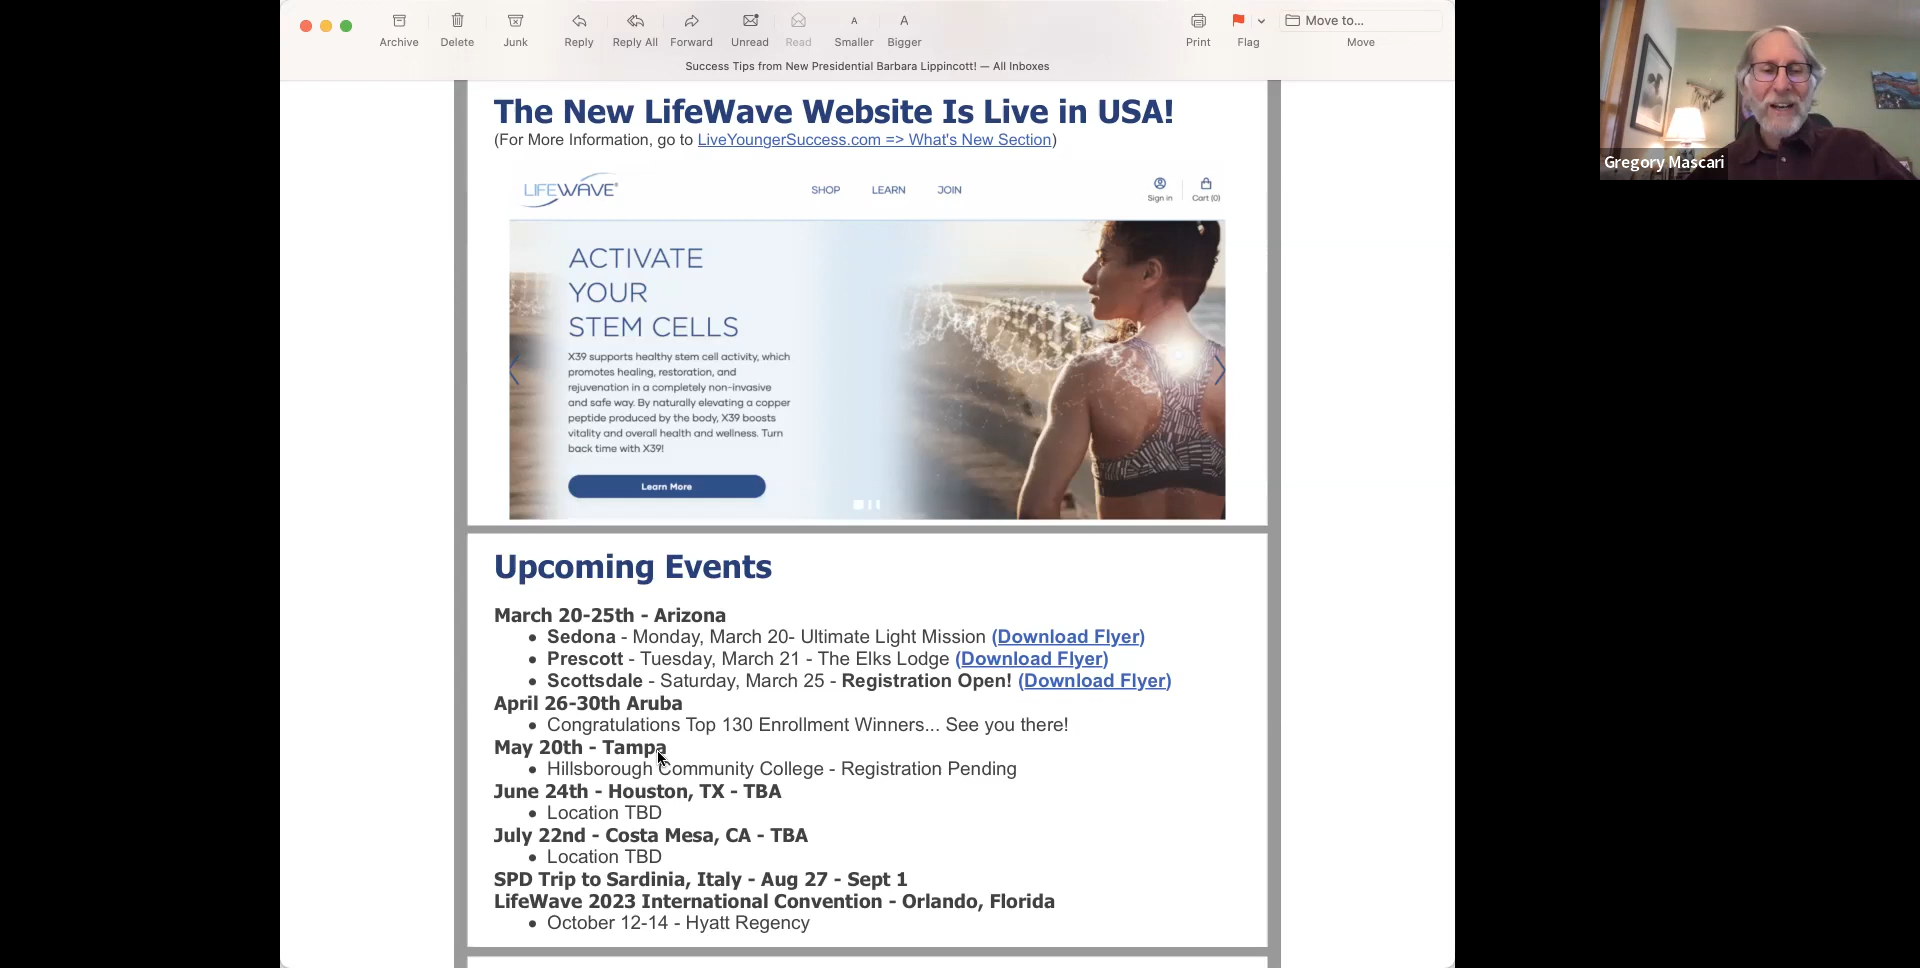 Archive
Delete
Junk
Reply
Reply All
Forward
Unread
Read
A
Smaller
A
Bigger
Print
Flag
Move to...
Move
Success Tips from New Presidential Barbara Lippincott! — All Inboxes
Gregory Mascari
The New LifeWave Website Is Live in USA!
(For More Information, go to LiveYoungerSuccess.com => What's New Section)
LIFEWAVE®
SHOP
LEARN
JOIN
Sign in
Cart (0)
ACTIVATE
YOUR
STEM CELLS
X39 supports healthy stem cell activity, which
promotes healing, restoration, and
rejuvenation in a completely non-invasive
and safe way. By naturally elevating a copper
peptide produced by the body, X39 boosts
vitality and overall health and wellness. Turn
back time with X39!
Learn More
Upcoming Events
March 20-25th - Arizona
• Sedona - Monday, March 20- Ultimate Light Mission (Download Flyer)
• Prescott - Tuesday, March 21 - The Elks Lodge (Download Flyer)
• Scottsdale - Saturday, March 25 - Registration Open! (Download Flyer)
April 26-30th Aruba
• Congratulations Top 130 Enrollment Winners... See you there!
May 20th - Tampa
• Hillsborough Community College - Registration Pending
June 24th - Houston, TX - TBA
• Location TBD
July 22nd - Costa Mesa, CA - TBA
• Location TBD
SPD Trip to Sardinia, Italy - Aug 27 - Sept 1
LifeWave 2023 International Convention - Orlando, Florida
• October 12-14 - Hyatt Regency